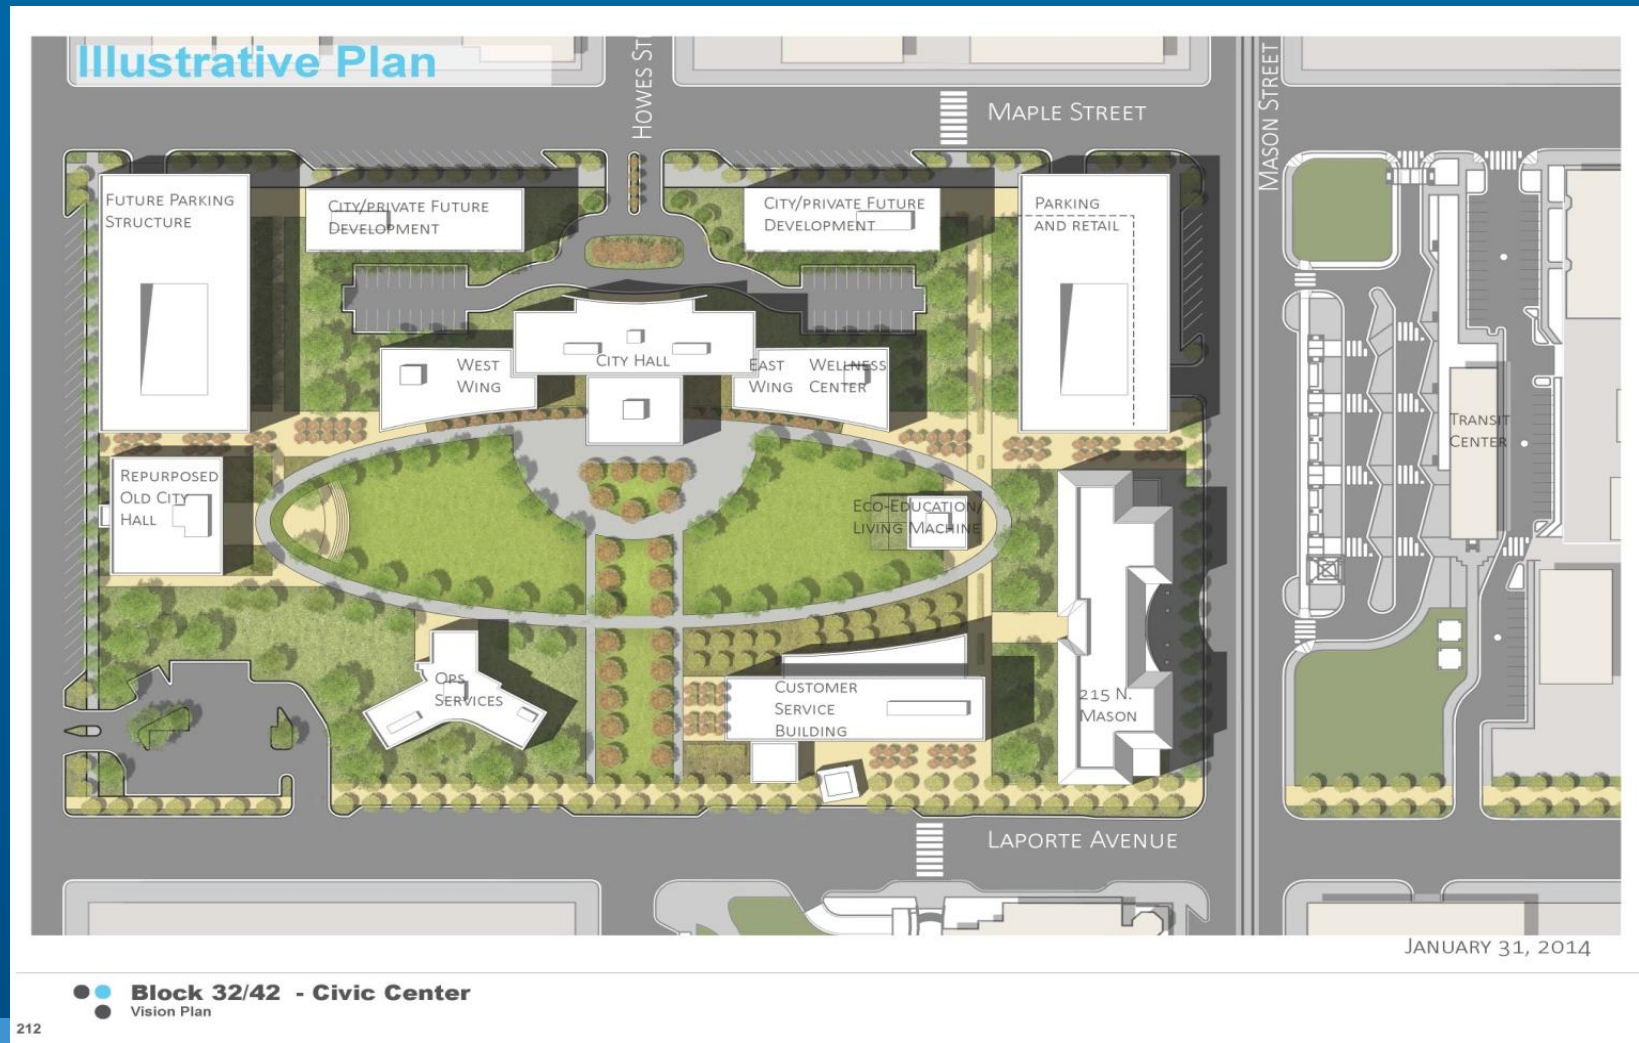 Illustrative Plan
HOWES ST
MAPLE STREET
MASON STREET
FUTURE PARKING
STRUCTURE
CITY/PRIVATE FUTURE
DEVELOPMENT
CITY/PRIVATE FUTURE
DEVELOPMENT
PARKING
AND RETAIL
WEST
WING
CITY HALL
EAST
WING
WELLNESS
CENTER
TRANSIT
CENTER
REPURPOSED
OLD CITY
HALL
ECO-EDUCATION/
LIVING MACHINE
OPS
SERVICES
CUSTOMER
SERVICE
BUILDING
215 N.
MASON
LAPORTE AVENUE
JANUARY 31, 2014
Block 32/42 - Civic Center
Vision Plan
212